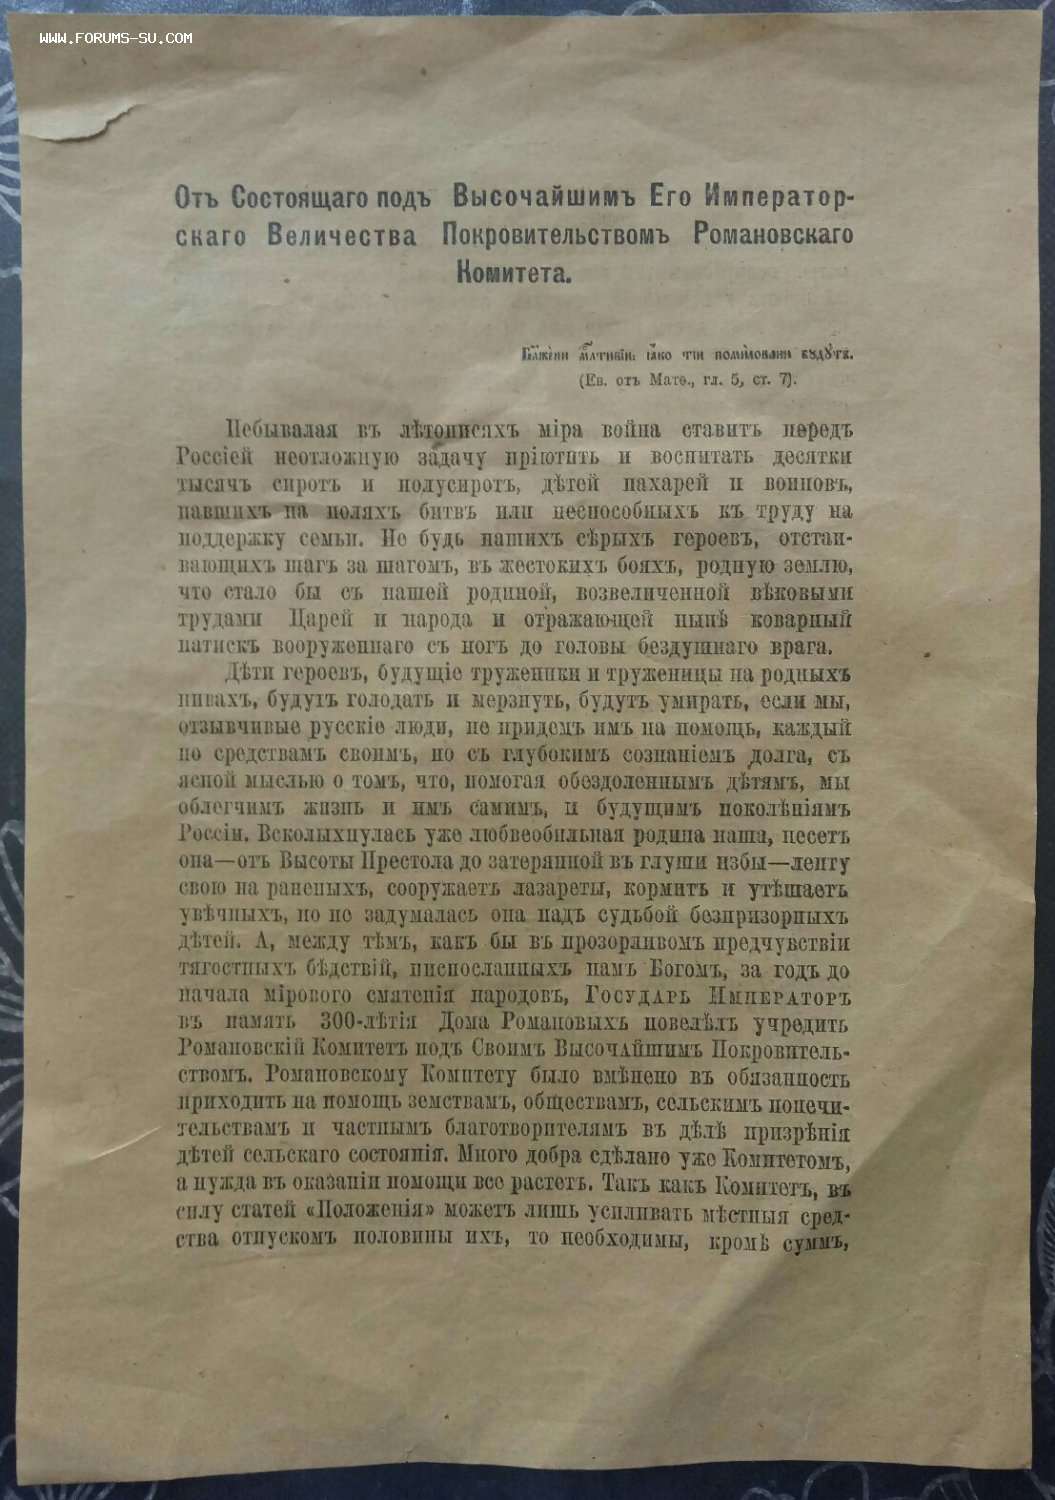 WWW.FORUMS-SU.COM
Отъ Состоящаго подъ Высочайшимъ Его Император-
скаго Величества Покровительствомъ Романовскаго
Комитета.
Бл҃жени мл҃тивіи: ꙗко тіи помиловани бꙋдꙋтъ.
(Ев. отъ Матѳ., гл. 5, ст. 7).
Небывалая въ лѣтописяхъ міра война ставитъ передъ
Россіей неотложную задачу пріютить и воспитать десятки
тысячъ сиротъ и полусиротъ, дѣтей пахарей и воиновъ,
павшихъ на поляхъ битвъ или неспособныхъ къ труду на
поддержку семьи. Не будь нашихъ сѣрыхъ героевъ, отстаи-
вающихъ шагъ за шагомъ, въ жестокихъ бояхъ, родную землю,
что стало бы съ нашей родиной, возвеличенной вѣковыми
трудами Царей и народа и отражающей нынѣ коварный
натискъ вооруженнаго съ ногъ до головы бездушнаго врага.
Дѣти героевъ, будущіе труженики и труженицы на родныхъ
нивахъ, будутъ голодать и мерзнуть, будутъ умирать, если мы,
отзывчивые русскіе люди, не придемъ имъ на помощь, каждый
по средствамъ своимъ, но съ глубокимъ сознаніемъ долга, съ
ясной мыслью о томъ, что, помогая обездоленнымъ дѣтямъ, мы
облегчимъ жизнь и имъ самимъ, и будущимъ поколѣніямъ
Россіи. Всколыхнулась уже любвеобильная родина наша, несетъ
она—отъ Высоты Престола до затерянной въ глуши избы—лепту
свою на раненыхъ, сооружаетъ лазареты, кормитъ и утѣшаетъ
увѣчныхъ, но не задумалась она надъ судьбой безпризорныхъ
дѣтей. А, между тѣмъ, какъ бы въ прозорливомъ предчувствіи
тягостныхъ бѣдствій, ниспосланныхъ намъ Богомъ, за годъ до
начала мірового смятенія народовъ, Государь Императоръ
въ память 300-лѣтія Дома Романовыхъ повелѣлъ учредить
Романовскій Комитетъ подъ Своимъ Высочайшимъ Покровитель-
ствомъ. Романовскому Комитету было вмѣнено въ обязанность
приходить на помощь земствамъ, обществамъ, сельскимъ попечи-
тельствамъ и частнымъ благотворителямъ въ дѣлѣ призрѣнія
дѣтей сельскаго состоянія. Много добра сдѣлано уже Комитетомъ,
а нужда въ оказаніи помощи все растетъ. Такъ какъ Комитетъ, въ
силу статей «Положенія» можетъ лишь усиливать мѣстныя сред-
ства отпускомъ половины ихъ, то необходимы, кромѣ суммъ,